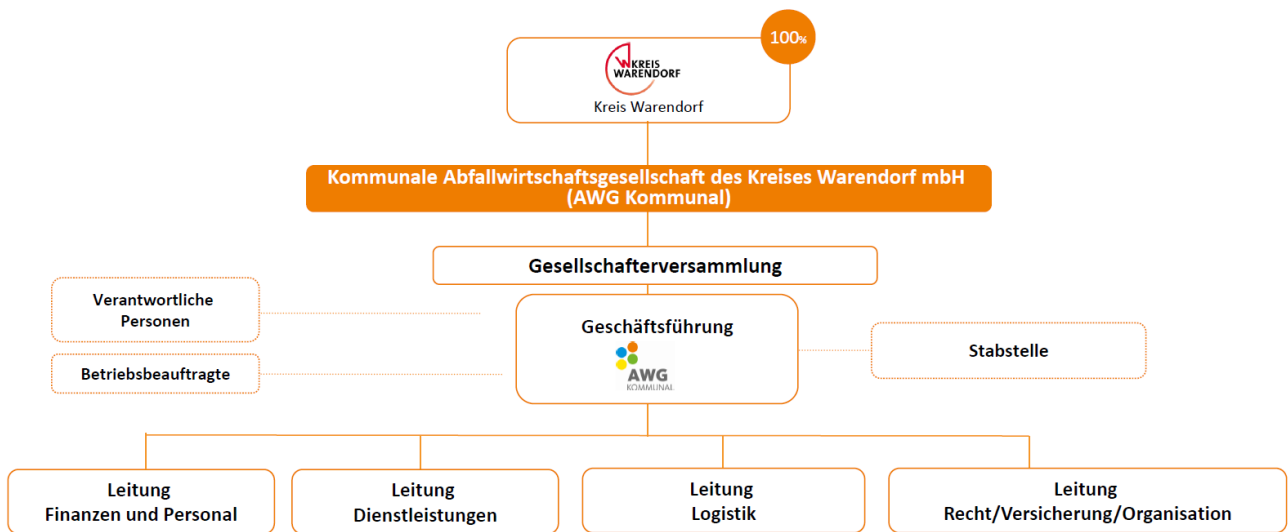 100%
KREIS
WARENDORF
Kreis Warendorf
Kommunale Abfallwirtschaftsgesellschaft des Kreises Warendorf mbH
(AWG Kommunal)
Gesellschafterversammlung
Verantwortliche
Personen
Geschäftsführung
AWG
KOMMUNAL
Stabstelle
Betriebsbeauftragte
Leitung
Finanzen und Personal
Leitung
Dienstleistungen
Leitung
Logistik
Leitung
Recht/Versicherung/Organisation